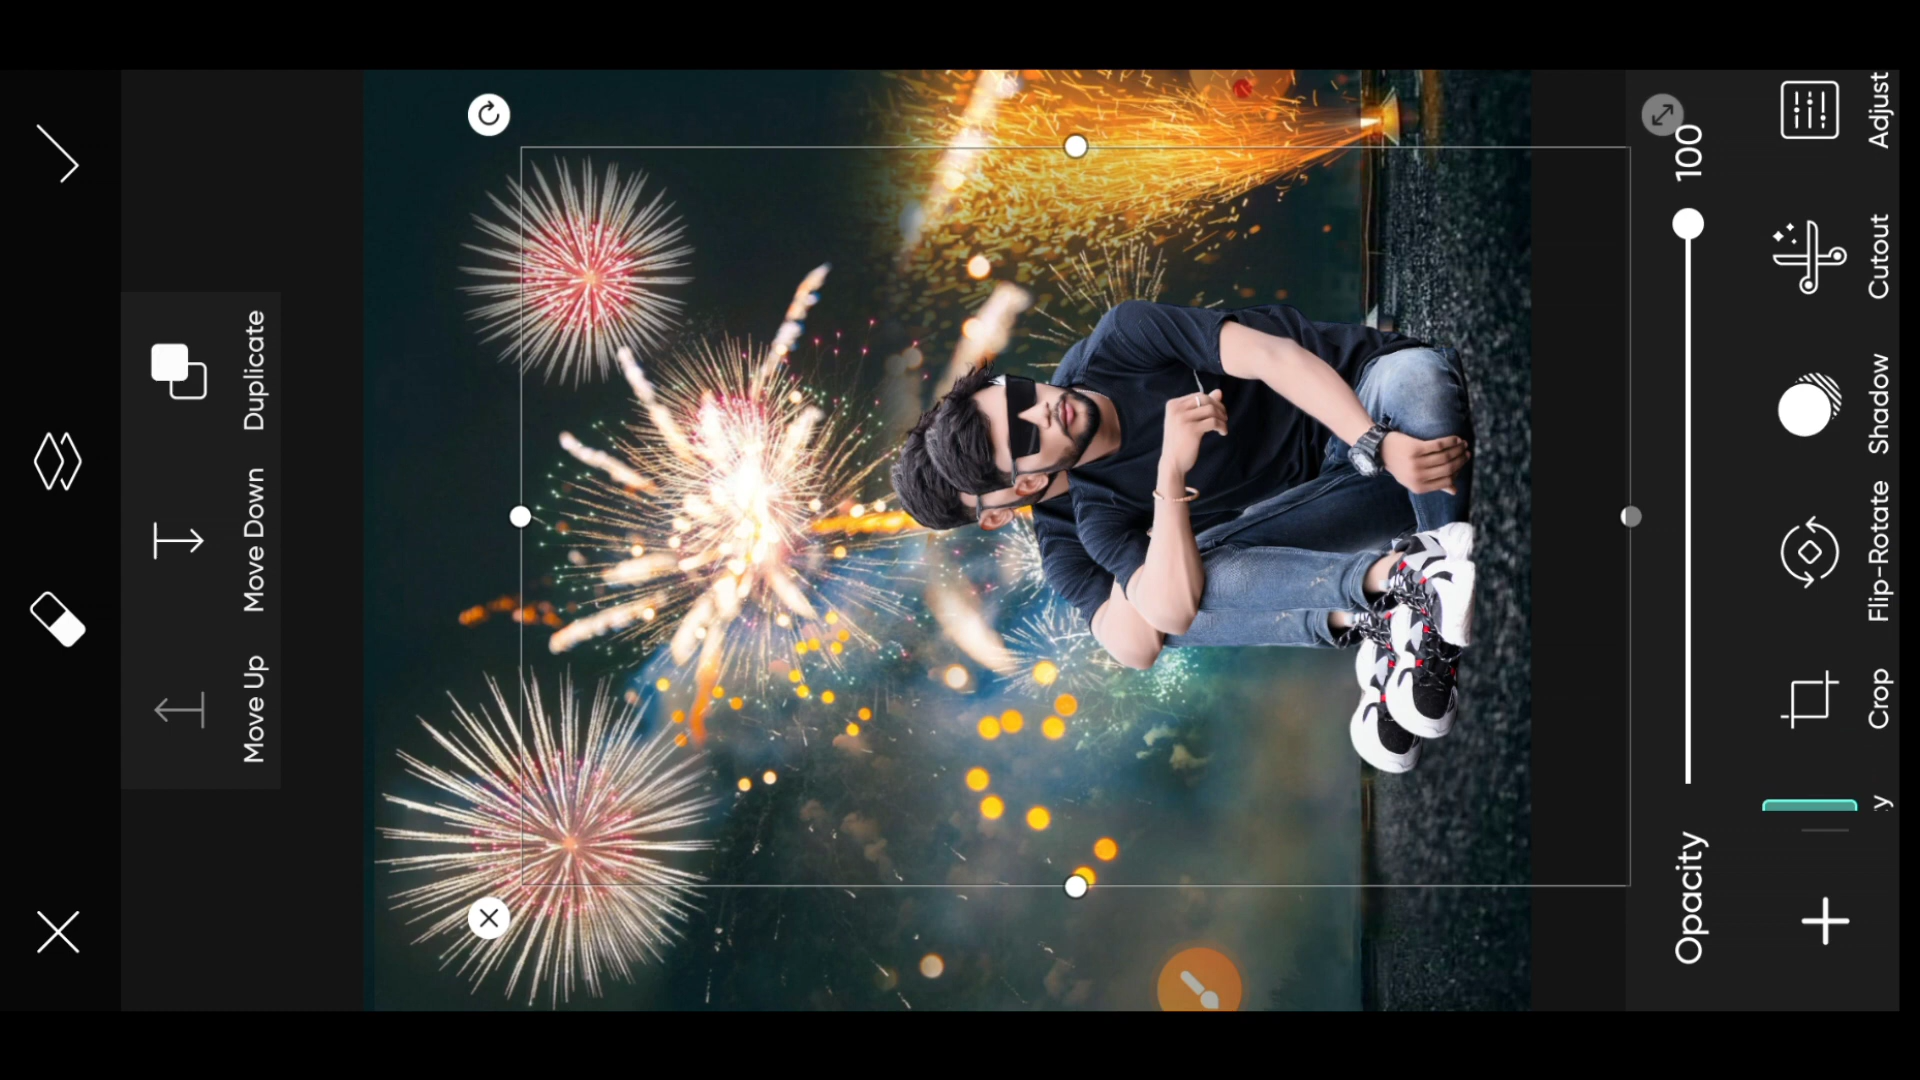 Duplicate
Move Down
Move Up
100
Opacity
y
Crop
Flip-Rotate
Shadow
Cutout
Adjust